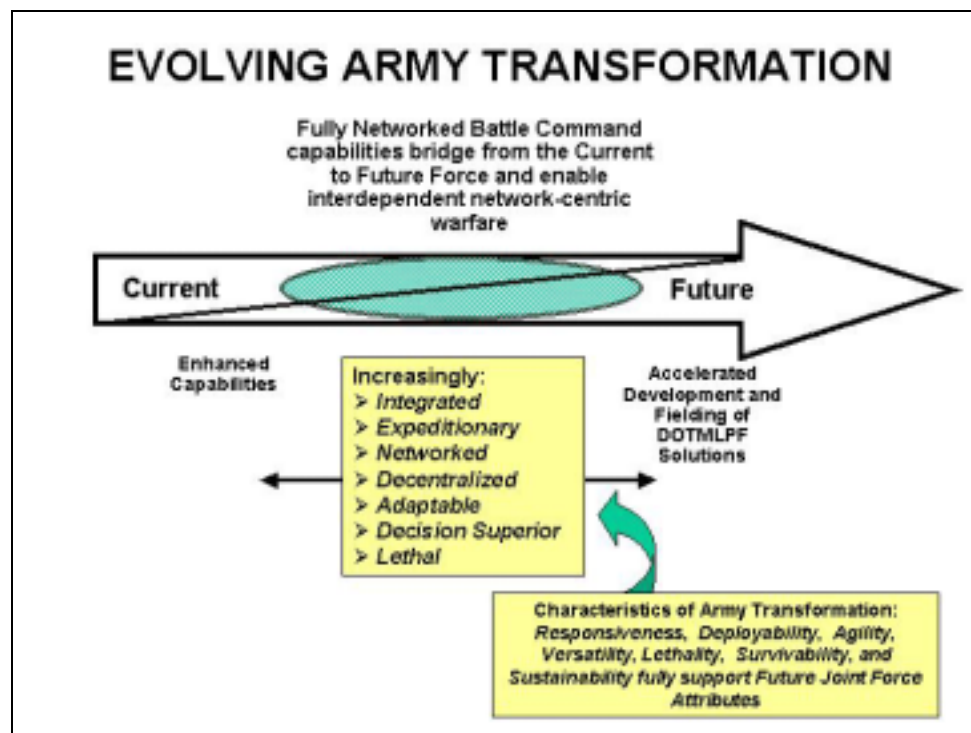 EVOLVING ARMY TRANSFORMATION
Fully Networked Battle Command
capabilities bridge from the Current
to Future Force and enable
interdependent network-centric
warfare
Current
Future
Enhanced
Capabilities
Increasingly:
➢ Integrated
➢ Expeditionary
➢ Networked
➢ Decentralized
➢ Adaptable
➢ Decision Superior
➢ Lethal
Accelerated
Development and
Fielding of
DOTMLPF
Solutions
Characteristics of Army Transformation:
Responsiveness, Deployability, Agility,
Versatility, Lethality, Survivability, and
Sustainability fully support Future Joint Force
Attributes